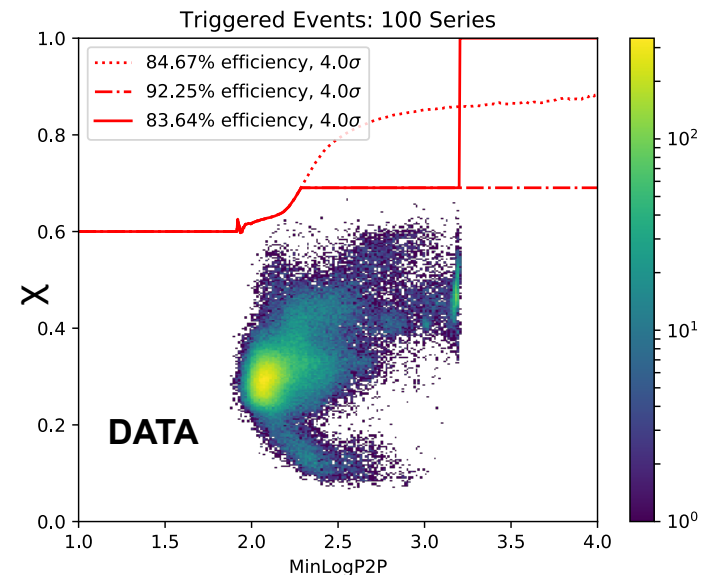 Triggered Events: 100 Series
84.67% efficiency, 4.0σ
92.25% efficiency, 4.0σ
83.64% efficiency, 4.0σ
1.0
0.8
0.6
0.4
0.2
0.0
χ
DATA
1.0 1.5 2.0 2.5 3.0 3.5 4.0
MinLogP2P
10²
10¹
10⁰